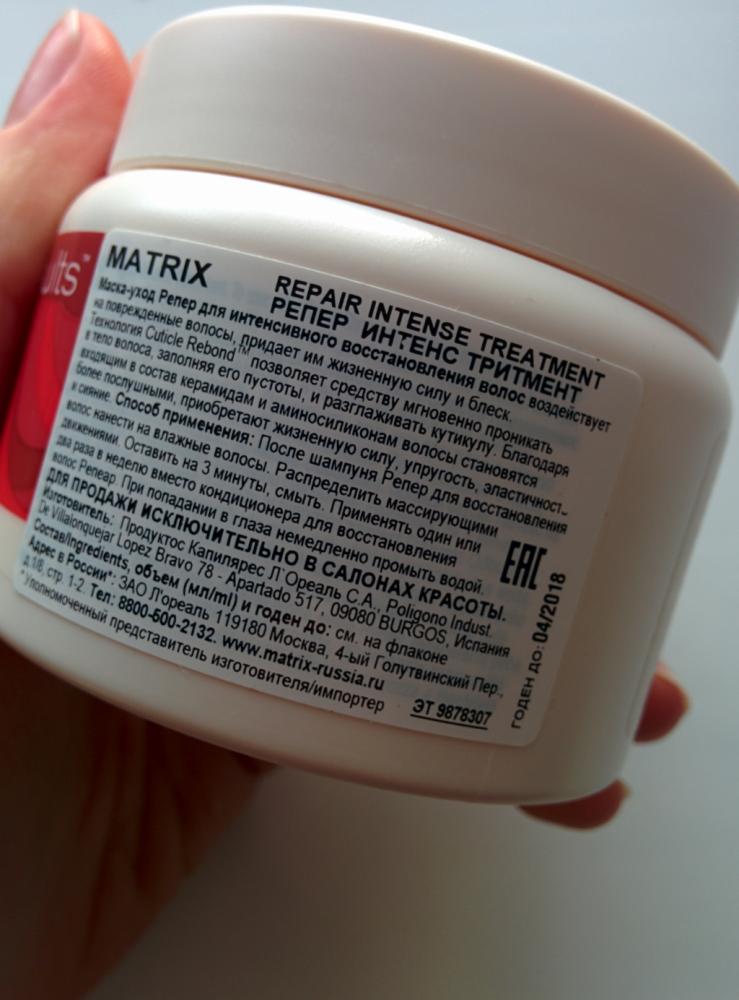 ults™
MATRIX
REPAIR INTENSE TREATMENT
РЕПЕР ИНТЕНС ТРИТМЕНТ
Маска-уход Репер для интенсивного восстановления волос воздействует
на поврежденные волосы, придает им жизненную силу и блеск.
Технология Cuticle Rebond™ позволяет средству мгновенно проникать
в тело волоса, заполняя его пустоты, и разглаживать кутикулу. Благодаря
входящим в состав керамидам и аминосиликонам волосы становятся
более послушными, приобретают жизненную силу, упругость, эластичност
и сияние. Способ применения: После шампуня Репер для восстановления
волос нанести на влажные волосы. Распределить массирующими
движениями. Оставить на 3 минуты, смыть. Применять один или
два раза в неделю вместо кондиционера для восстановления
волос Репеар. При попадании в глаза немедленно промыть водой.
ДЛЯ ПРОДАЖИ ИСКЛЮЧИТЕЛЬНО В САЛОНАХ КРАСОТЫ.
Изготовитель: Продуктос Капилярес Л'Ореаль С.А., Poligono Indust.
De Villalonquejar Lopez Bravo 78 - Apartado 517, 09080 BURGOS, Испания
Состав/Ingredients, объем (мл/ml) и годен до: см. на флаконе
Адрес в России*: ЗАО Л'ореаль 119180 Москва, 4-ый Голутвинский Пер.,
д.1/8, стр. 1-2. Тел: 8800-500-2132. www.matrix-russia.ru
* Уполномоченный представитель изготовителя/импортер
ЭТ 9878307
EAC
ГОДЕН ДО: 04/2018